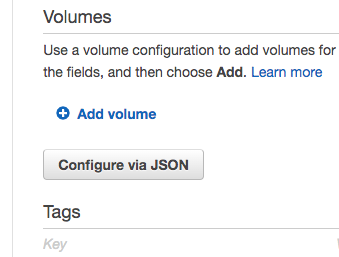 Volumes
Use a volume configuration to add volumes for
the fields, and then choose Add. Learn more
Add volume
Configure via JSON
Tags
Key